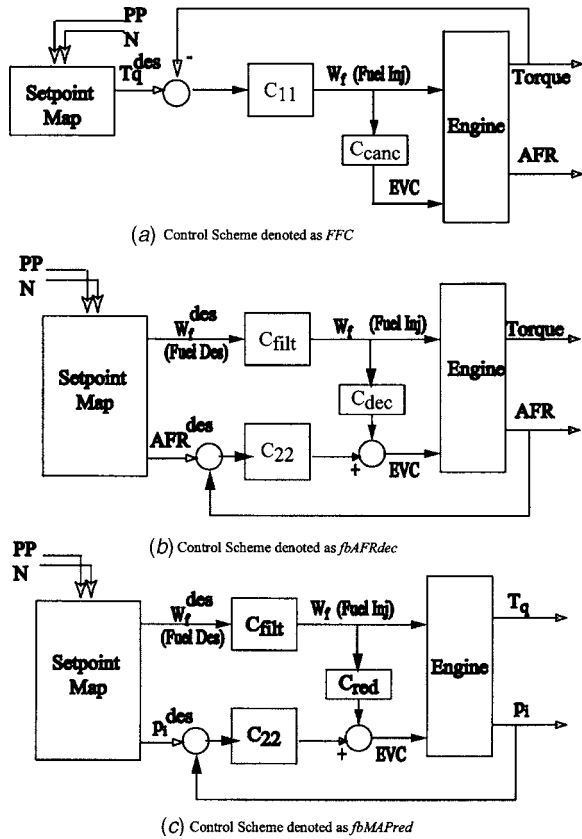 PP
N
des
Tq
-
Setpoint
Map
C11
Wf (Fuel Inj)
Ccanc
EVC
Engine
Torque
AFR
(a) Control Scheme denoted as FFC
PP
N
des
Wf
(Fuel Des)
Setpoint
Map
Cfilt
Wf (Fuel Inj)
Cdec
des
AFR
C22
+
EVC
Engine
Torque
AFR
(b) Control Scheme denoted as fbAFRdec
PP
N
des
Wf
(Fuel Des)
Setpoint
Map
Cfilt
Wf (Fuel Inj)
Cred
des
pi
C22
+
EVC
Engine
Tq
pi
(c) Control Scheme denoted as fbMAPred